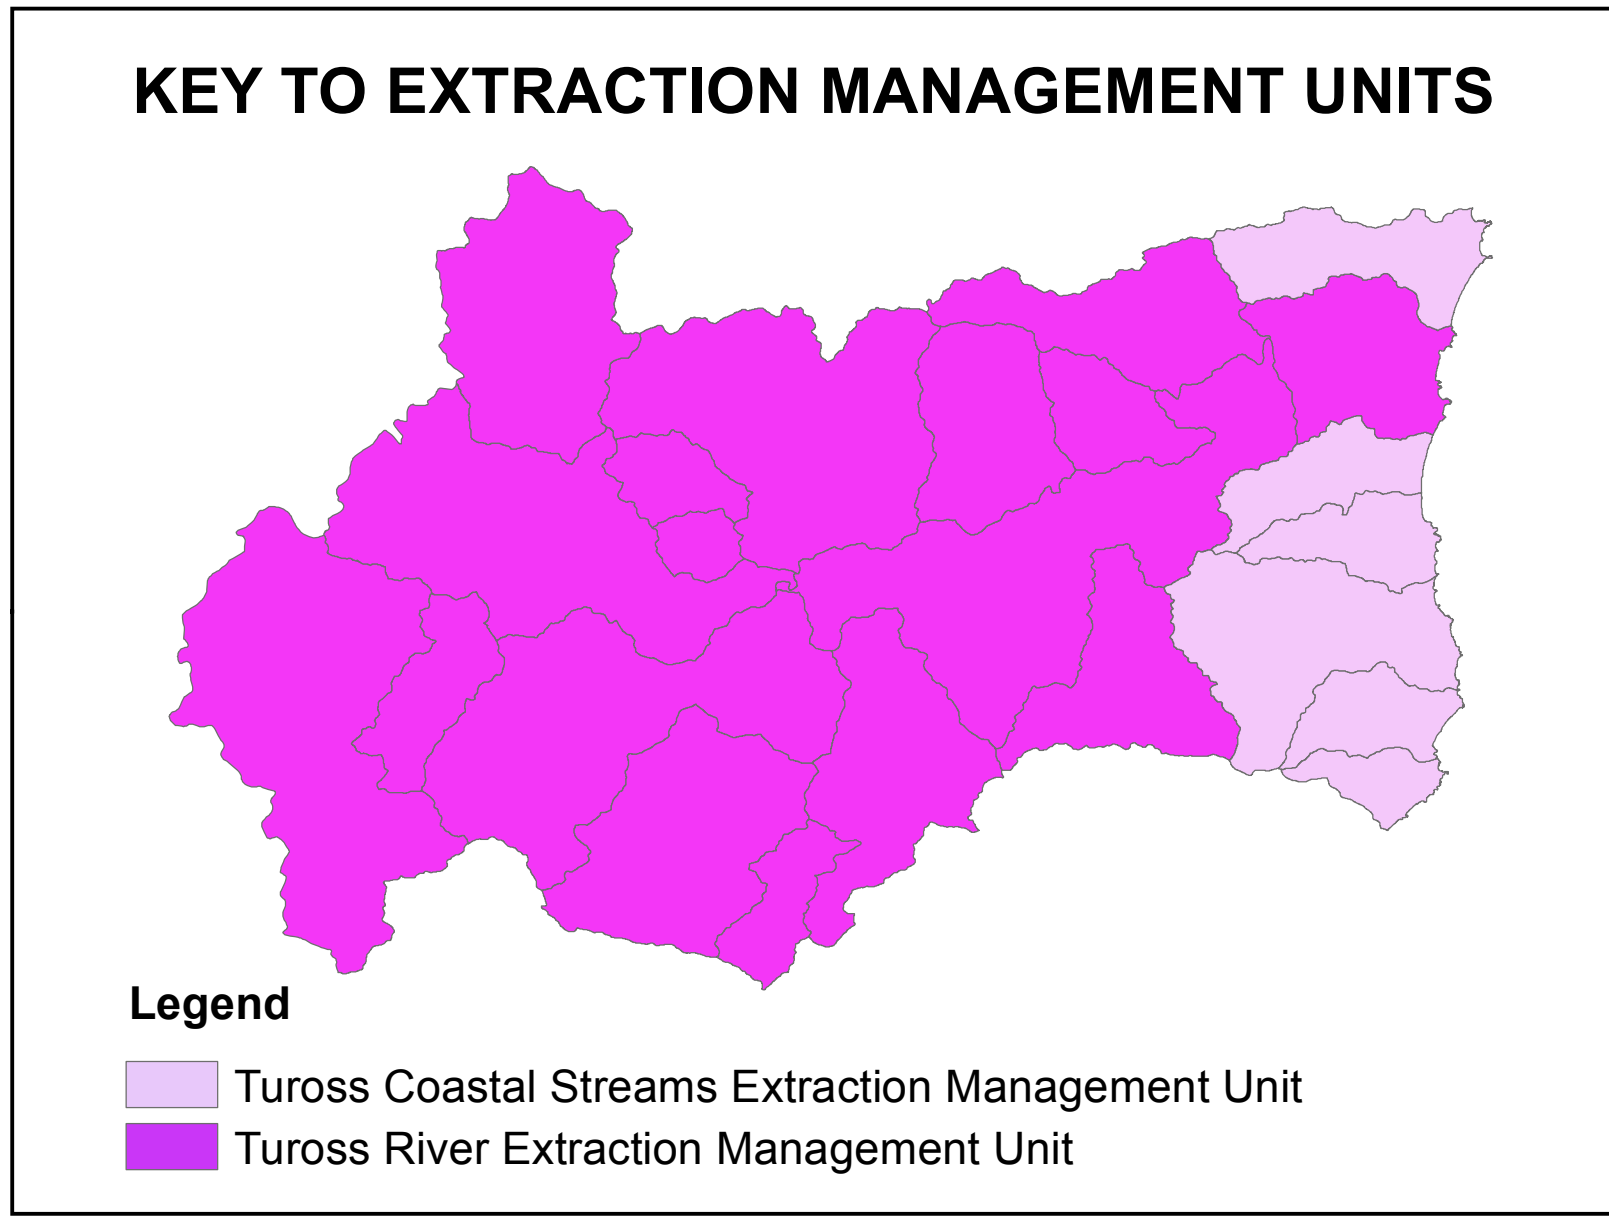 KEY TO EXTRACTION MANAGEMENT UNITS
Legend
Tuross Coastal Streams Extraction Management Unit
Tuross River Extraction Management Unit